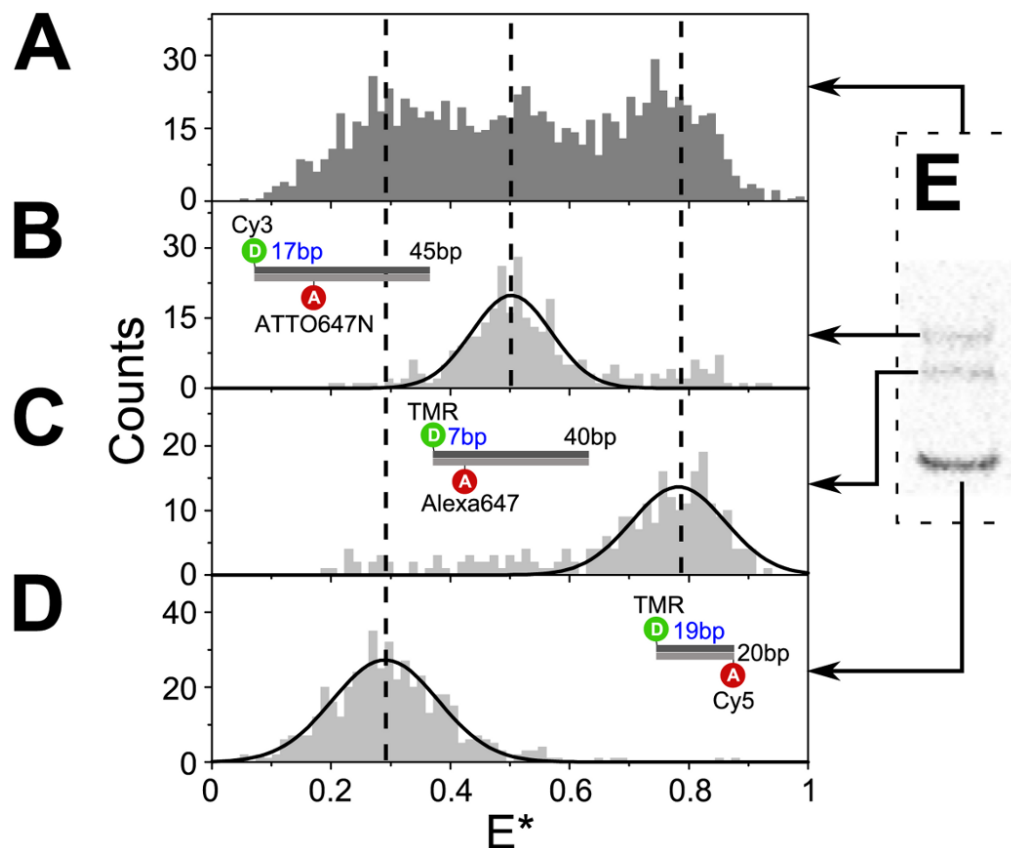 A
30
15
0
E
B
Cy3
D 17bp 45bp
A
ATTO647N
30
15
0
C
Counts
TMR
D 7bp 40bp
A
Alexa647
20
10
0
D
TMR
D 19bp
20bp
A
Cy5
40
20
0
0 0.2 0.4 0.6 0.8 1
E*